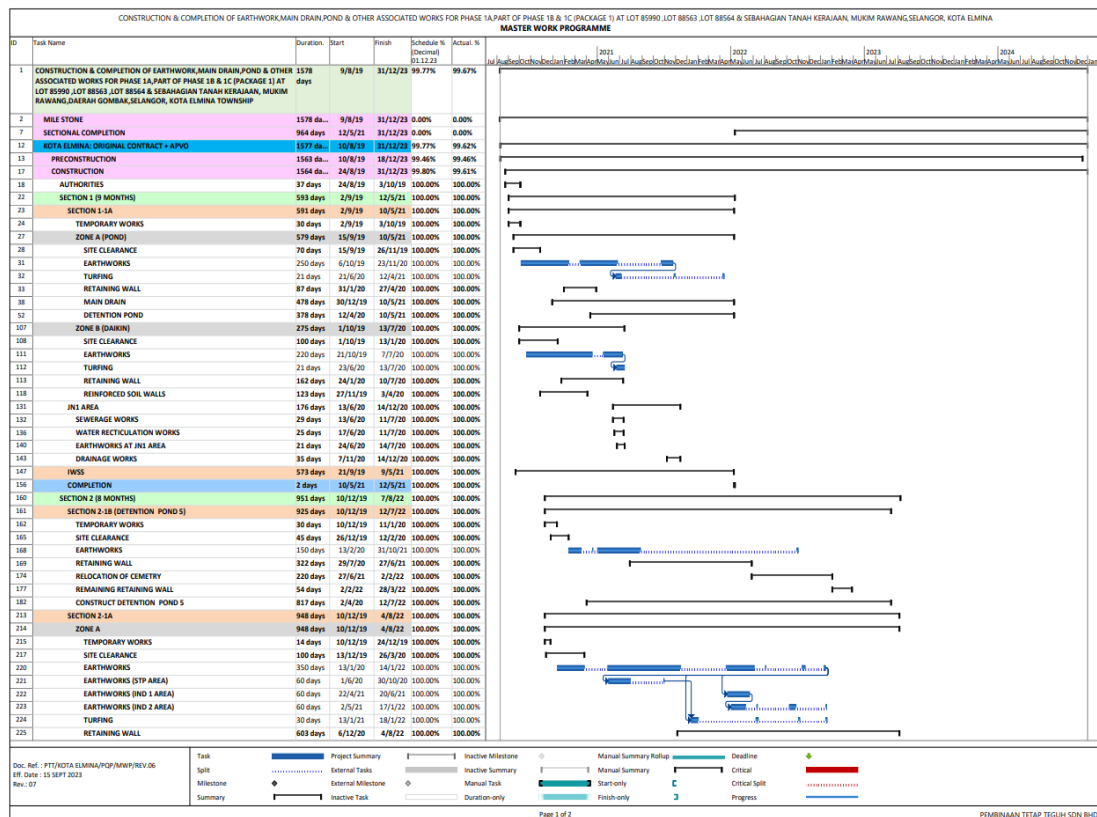 CONSTRUCTION & COMPLETION OF EARTHWORK,MAIN DRAIN,POND & OTHER ASSOCIATED WORKS FOR PHASE 1A,PART OF PHASE 1B & 1C (PACKAGE 1) AT LOT 85990 ,LOT 88563 ,LOT 88564 & SEBAHAGIAN TANAH KERAJAAN, MUKIM RAWANG,SELANGOR, KOTA ELMINA
MASTER WORK PROGRAMME
ID Task Name Duration. Start Finish Schedule % (Decimal) 01.12.23 Actual. %
2021 2022 2023 2024
1 CONSTRUCTION & COMPLETION OF EARTHWORK,MAIN DRAIN,POND & OTHER 1578 days 9/8/19 31/12/23 99.77% 99.67%
ASSOCIATED WORKS FOR PHASE 1A,PART OF PHASE 1B & 1C (PACKAGE 1) AT
LOT 85990 ,LOT 88563 ,LOT 88564 & SEBAHAGIAN TANAH KERAJAAN, MUKIM
RAWANG,DAERAH GOMBAK,SELANGOR, KOTA ELMINA TOWNSHIP
2 MILE STONE 1578 da... 9/8/19 31/12/23 0.00% 0.00%
7 SECTIONAL COMPLETION 964 days 12/5/21 31/12/23 0.00% 0.00%
12 KOTA ELMINA: ORIGINAL CONTRACT + APVO 1577 da... 10/8/19 31/12/23 99.77% 99.62%
13 PRECONSTRUCTION 1563 da... 10/8/19 18/12/23 99.46% 99.46%
17 CONSTRUCTION 1564 da... 24/8/19 31/12/23 99.80% 99.61%
18 AUTHORITIES 37 days 24/8/19 3/10/19 100.00% 100.00%
22 SECTION 1 (9 MONTHS) 593 days 2/9/19 12/5/21 100.00% 100.00%
23 SECTION 1-1A 591 days 2/9/19 10/5/21 100.00% 100.00%
24 TEMPORARY WORKS 30 days 2/9/19 3/10/19 100.00% 100.00%
27 ZONE A (POND) 579 days 15/9/19 10/5/21 100.00% 100.00%
28 SITE CLEARANCE 70 days 15/9/19 26/11/19 100.00% 100.00%
31 EARTHWORKS 250 days 6/10/19 23/11/20 100.00% 100.00%
32 TURFING 21 days 21/6/20 12/4/21 100.00% 100.00%
33 RETAINING WALL 87 days 31/1/20 27/4/20 100.00% 100.00%
38 MAIN DRAIN 478 days 30/12/19 10/5/21 100.00% 100.00%
52 DETENTION POND 378 days 12/4/20 10/5/21 100.00% 100.00%
107 ZONE B (DAIKIN) 275 days 1/10/19 13/7/20 100.00% 100.00%
108 SITE CLEARANCE 100 days 1/10/19 13/1/20 100.00% 100.00%
111 EARTHWORKS 220 days 21/10/19 7/7/20 100.00% 100.00%
112 TURFING 21 days 23/6/20 13/7/20 100.00% 100.00%
113 RETAINING WALL 162 days 24/1/20 10/7/20 100.00% 100.00%
118 REINFORCED SOIL WALLS 123 days 27/11/19 3/4/20 100.00% 100.00%
131 JN1 AREA 176 days 13/6/20 14/12/20 100.00% 100.00%
132 SEWERAGE WORKS 29 days 13/6/20 11/7/20 100.00% 100.00%
136 WATER RECTICULATION WORKS 25 days 17/6/20 11/7/20 100.00% 100.00%
140 EARTHWORKS AT JN1 AREA 21 days 24/6/20 14/7/20 100.00% 100.00%
143 DRAINAGE WORKS 35 days 7/11/20 14/12/20 100.00% 100.00%
147 IWSS 573 days 21/9/19 9/5/21 100.00% 100.00%
156 COMPLETION 2 days 10/5/21 12/5/21 100.00% 100.00%
160 SECTION 2 (8 MONTHS) 951 days 10/12/19 7/8/22 100.00% 100.00%
161 SECTION 2-1B (DETENTION POND 5) 925 days 10/12/19 12/7/22 100.00% 100.00%
162 TEMPORARY WORKS 30 days 10/12/19 11/1/20 100.00% 100.00%
165 SITE CLEARANCE 45 days 26/12/19 12/2/20 100.00% 100.00%
168 EARTHWORKS 150 days 13/2/20 31/10/21 100.00% 100.00%
169 RETAINING WALL 322 days 29/7/20 27/6/21 100.00% 100.00%
174 RELOCATION OF CEMETRY 220 days 27/6/21 2/2/22 100.00% 100.00%
177 REMAINING RETAINING WALL 54 days 2/2/22 28/3/22 100.00% 100.00%
182 CONSTRUCT DETENTION POND 5 817 days 2/4/20 12/7/22 100.00% 100.00%
213 SECTION 2-1A 948 days 10/12/19 4/8/22 100.00% 100.00%
214 ZONE A 948 days 10/12/19 4/8/22 100.00% 100.00%
215 TEMPORARY WORKS 14 days 10/12/19 24/12/19 100.00% 100.00%
217 SITE CLEARANCE 100 days 13/12/19 26/3/20 100.00% 100.00%
220 EARTHWORKS 350 days 13/1/20 14/1/22 100.00% 100.00%
221 EARTHWORKS (STP AREA) 60 days 1/6/20 30/10/20 100.00% 100.00%
222 EARTHWORKS (IND 1 AREA) 60 days 22/4/21 20/6/21 100.00% 100.00%
223 EARTHWORKS (IND 2 AREA) 60 days 2/5/21 17/1/22 100.00% 100.00%
224 TURFING 30 days 13/1/21 18/1/22 100.00% 100.00%
225 RETAINING WALL 603 days 6/12/20 4/8/22 100.00% 100.00%
Doc. Ref. : PTT/KOTA ELMINA/PQP/MWP/REV.06
Eff. Date : 15 SEPT 2023
Rev.: 07
Task Project Summary Inactive Milestone Manual Summary Rollup Deadline
Split External Tasks Inactive Summary Manual Summary Critical
Milestone External Milestone Manual Task Start-only Critical Split
Summary Inactive Task Duration-only Finish-only Progress
Page 1 of 2
PEMBINAAN TETAP TEGUH SDN BHD